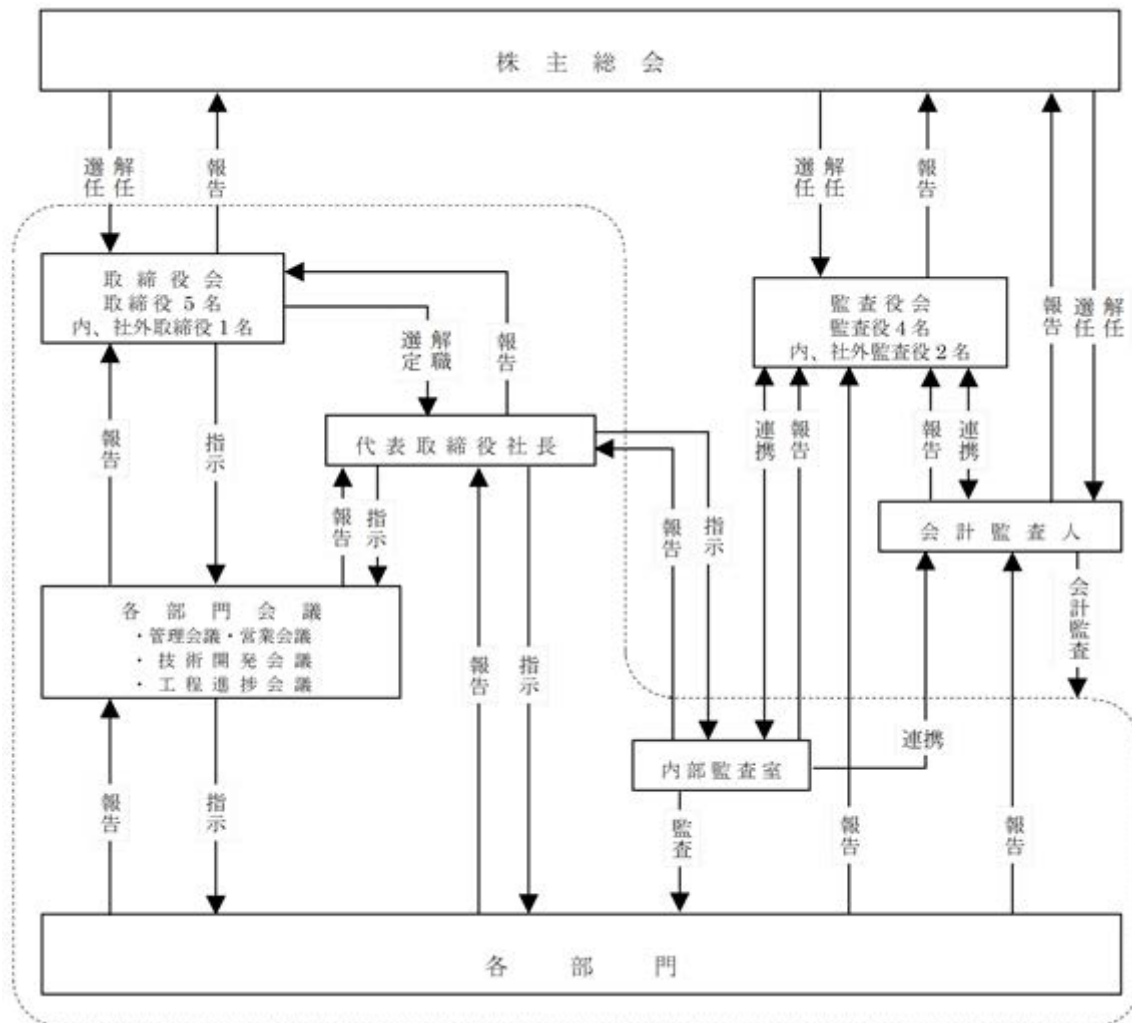 株主総会
選任
解任
報告
選任
解任
報告
報告
選任
解任
取締役会
取締役5名
内、社外取締役1名
監査役会
監査役4名
内、社外監査役2名
選定
解職
報告
報告
指示
代表取締役社長
連携
報告
報告
連携
報告
指示
報告
指示
会計監査人
各部門会議
・管理会議・営業会議
・技術開発会議
・工程進捗会議
会計監査
報告
指示
内部監査室
連携
報告
指示
監査
報告
報告
各部門